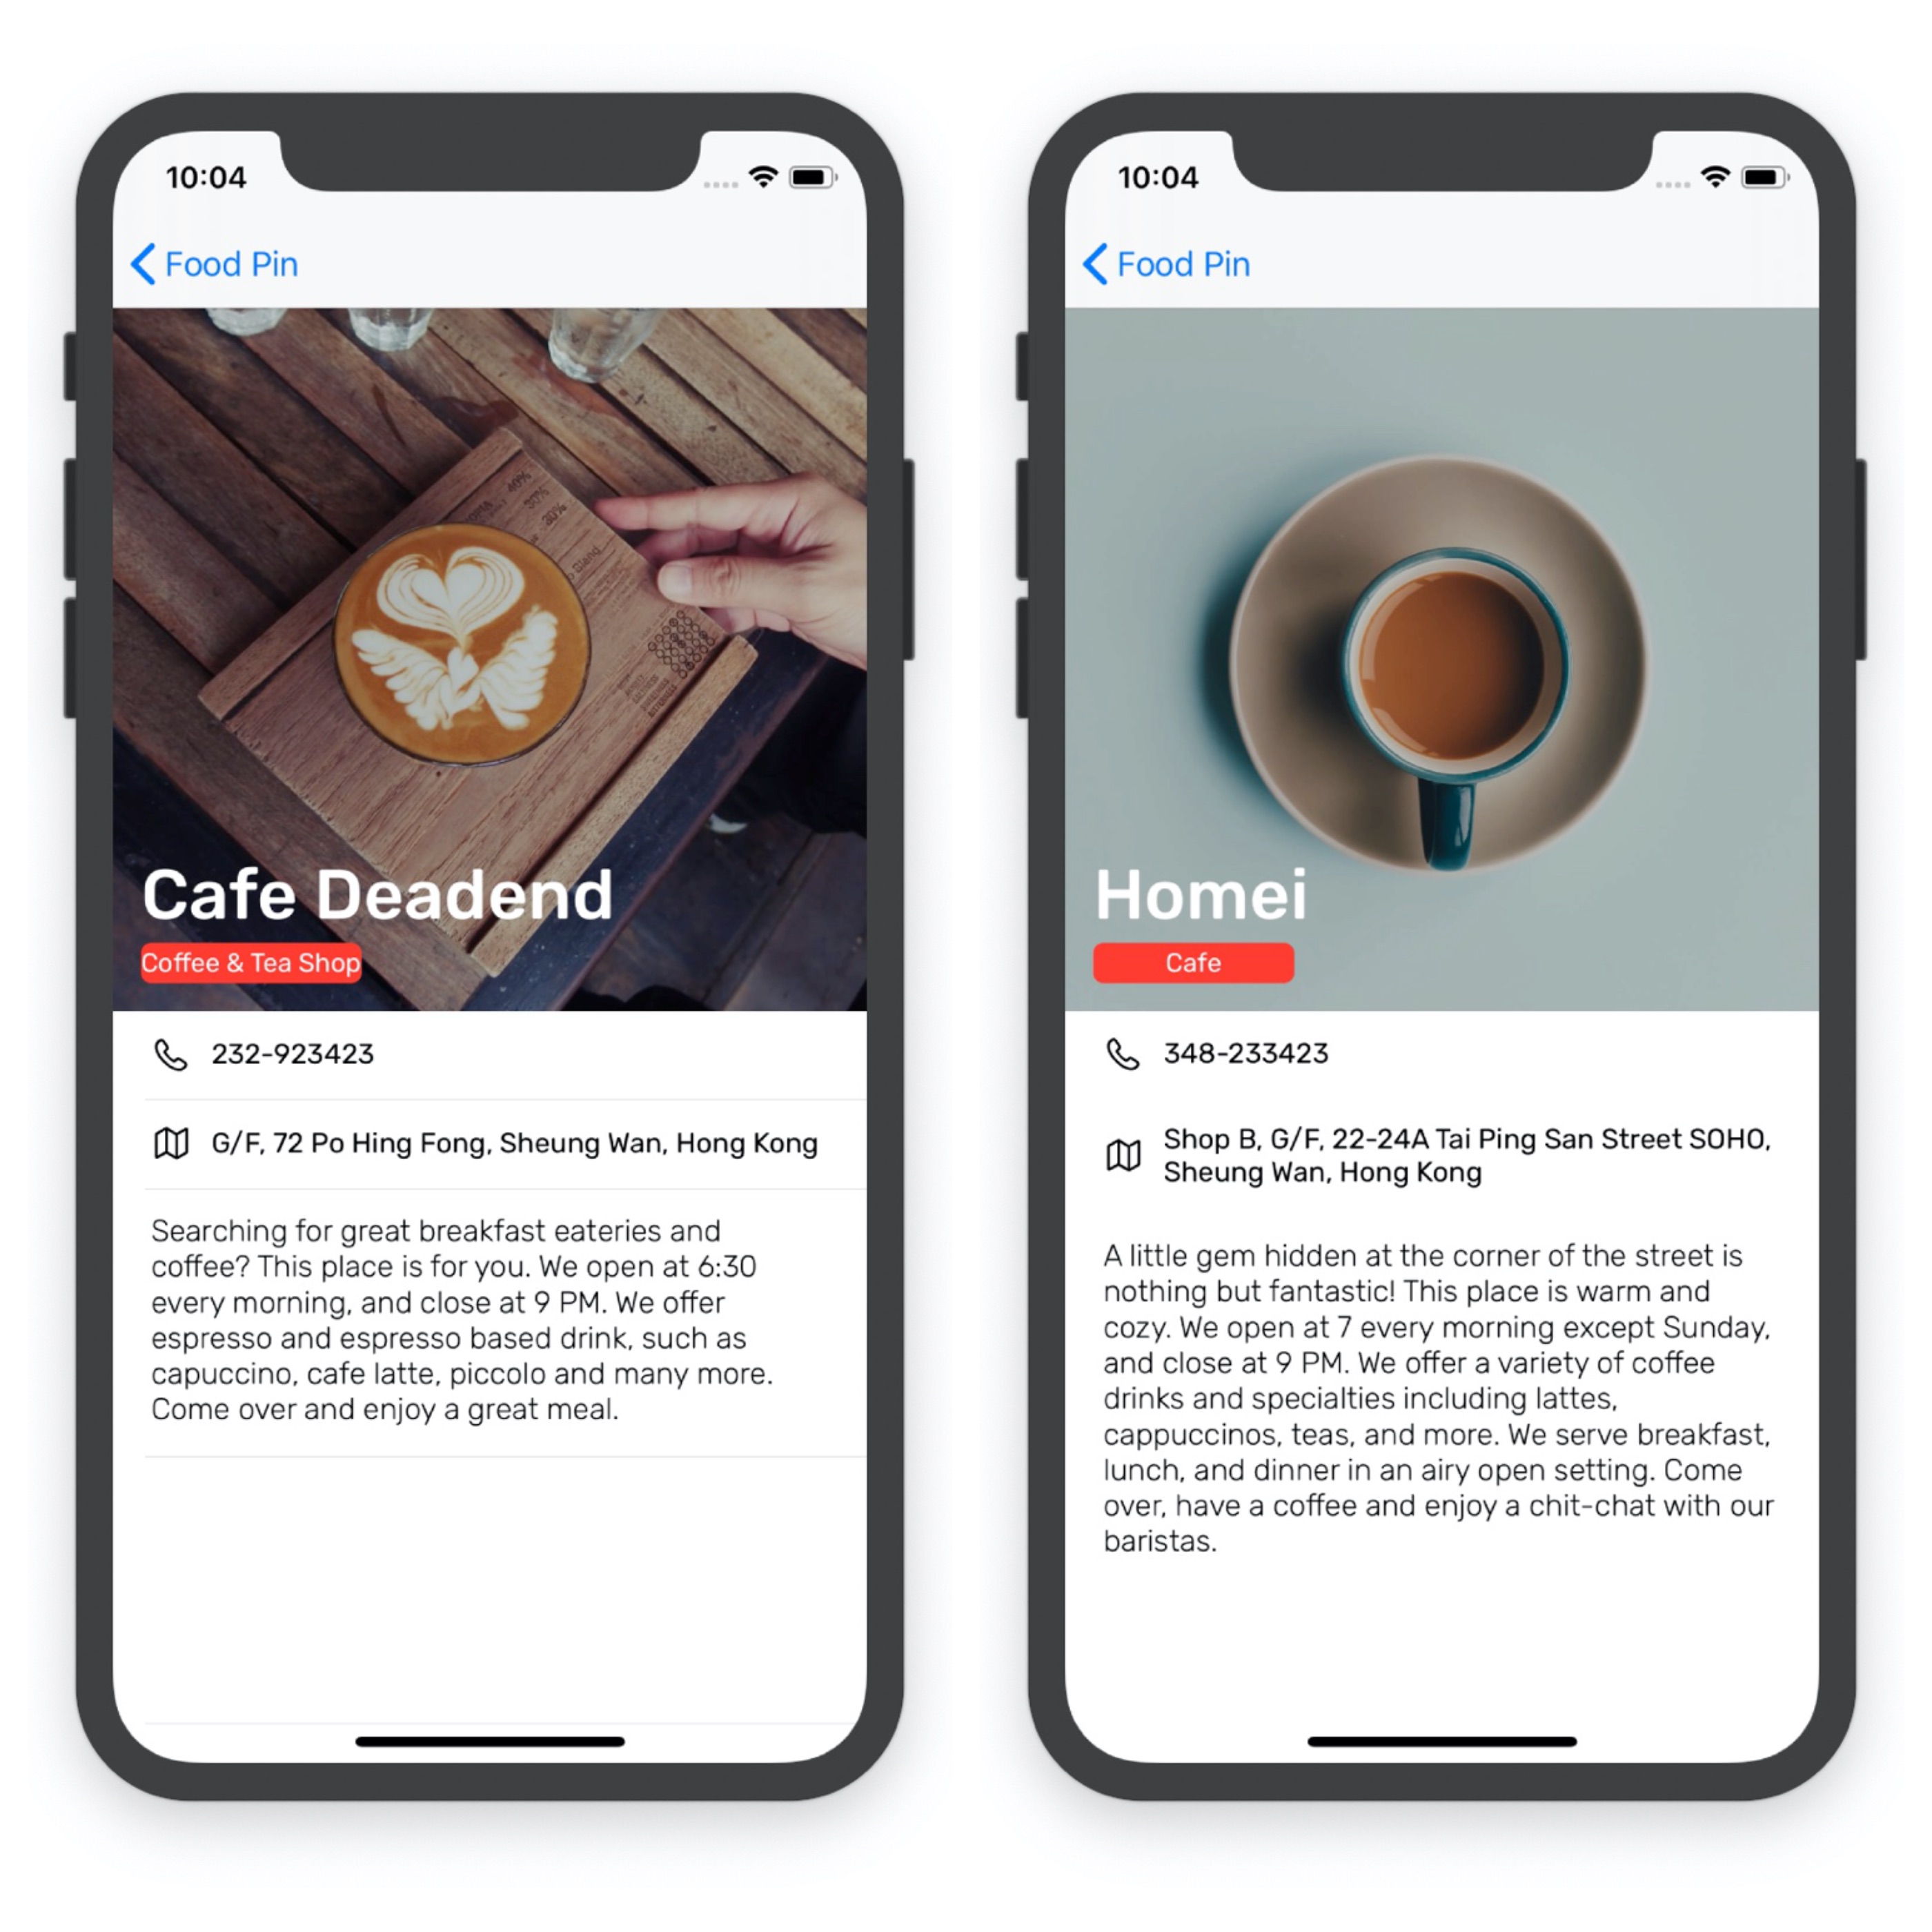 10:04
Food Pin
40%
30%
30%
Cafe Deadend
Coffee & Tea Shop
232-923423
G/F, 72 Po Hing Fong, Sheung Wan, Hong Kong
Searching for great breakfast eateries and
coffee? This place is for you. We open at 6:30
every morning, and close at 9 PM. We offer
espresso and espresso based drink, such as
capuccino, cafe latte, piccolo and many more.
Come over and enjoy a great meal.
10:04
Food Pin
Homei
Cafe
348-233423
Shop B, G/F, 22-24A Tai Ping San Street SOHO,
Sheung Wan, Hong Kong
A little gem hidden at the corner of the street is
nothing but fantastic! This place is warm and
cozy. We open at 7 every morning except Sunday,
and close at 9 PM. We offer a variety of coffee
drinks and specialties including lattes,
cappuccinos, teas, and more. We serve breakfast,
lunch, and dinner in an airy open setting. Come
over, have a coffee and enjoy a chit-chat with our
baristas.